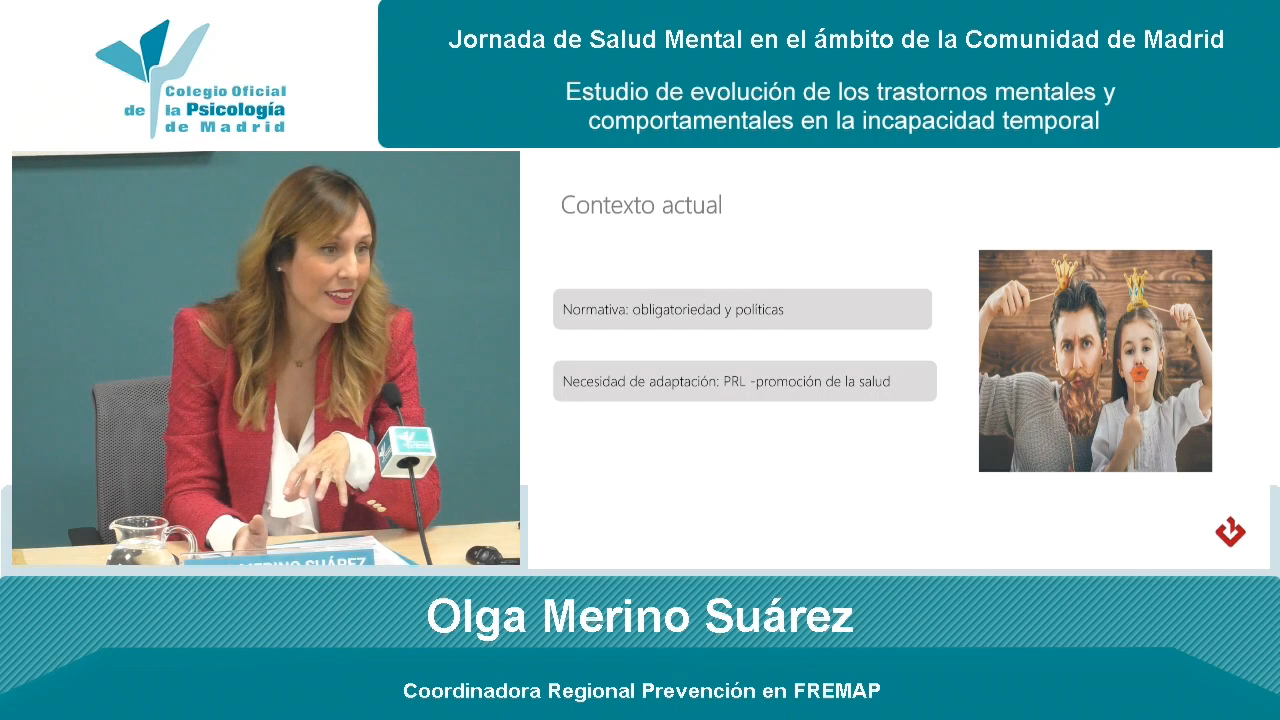 Colegio Oficial
de la Psicología
de Madrid
Jornada de Salud Mental en el ámbito de la Comunidad de Madrid
Estudio de evolución de los trastornos mentales y
comportamentales en la incapacidad temporal
Contexto actual
Normativa: obligatoriedad y políticas
Necesidad de adaptación: PRL -promoción de la salud
MERINO SUÁREZ
Olga Merino Suárez
Coordinadora Regional Prevención en FREMAP